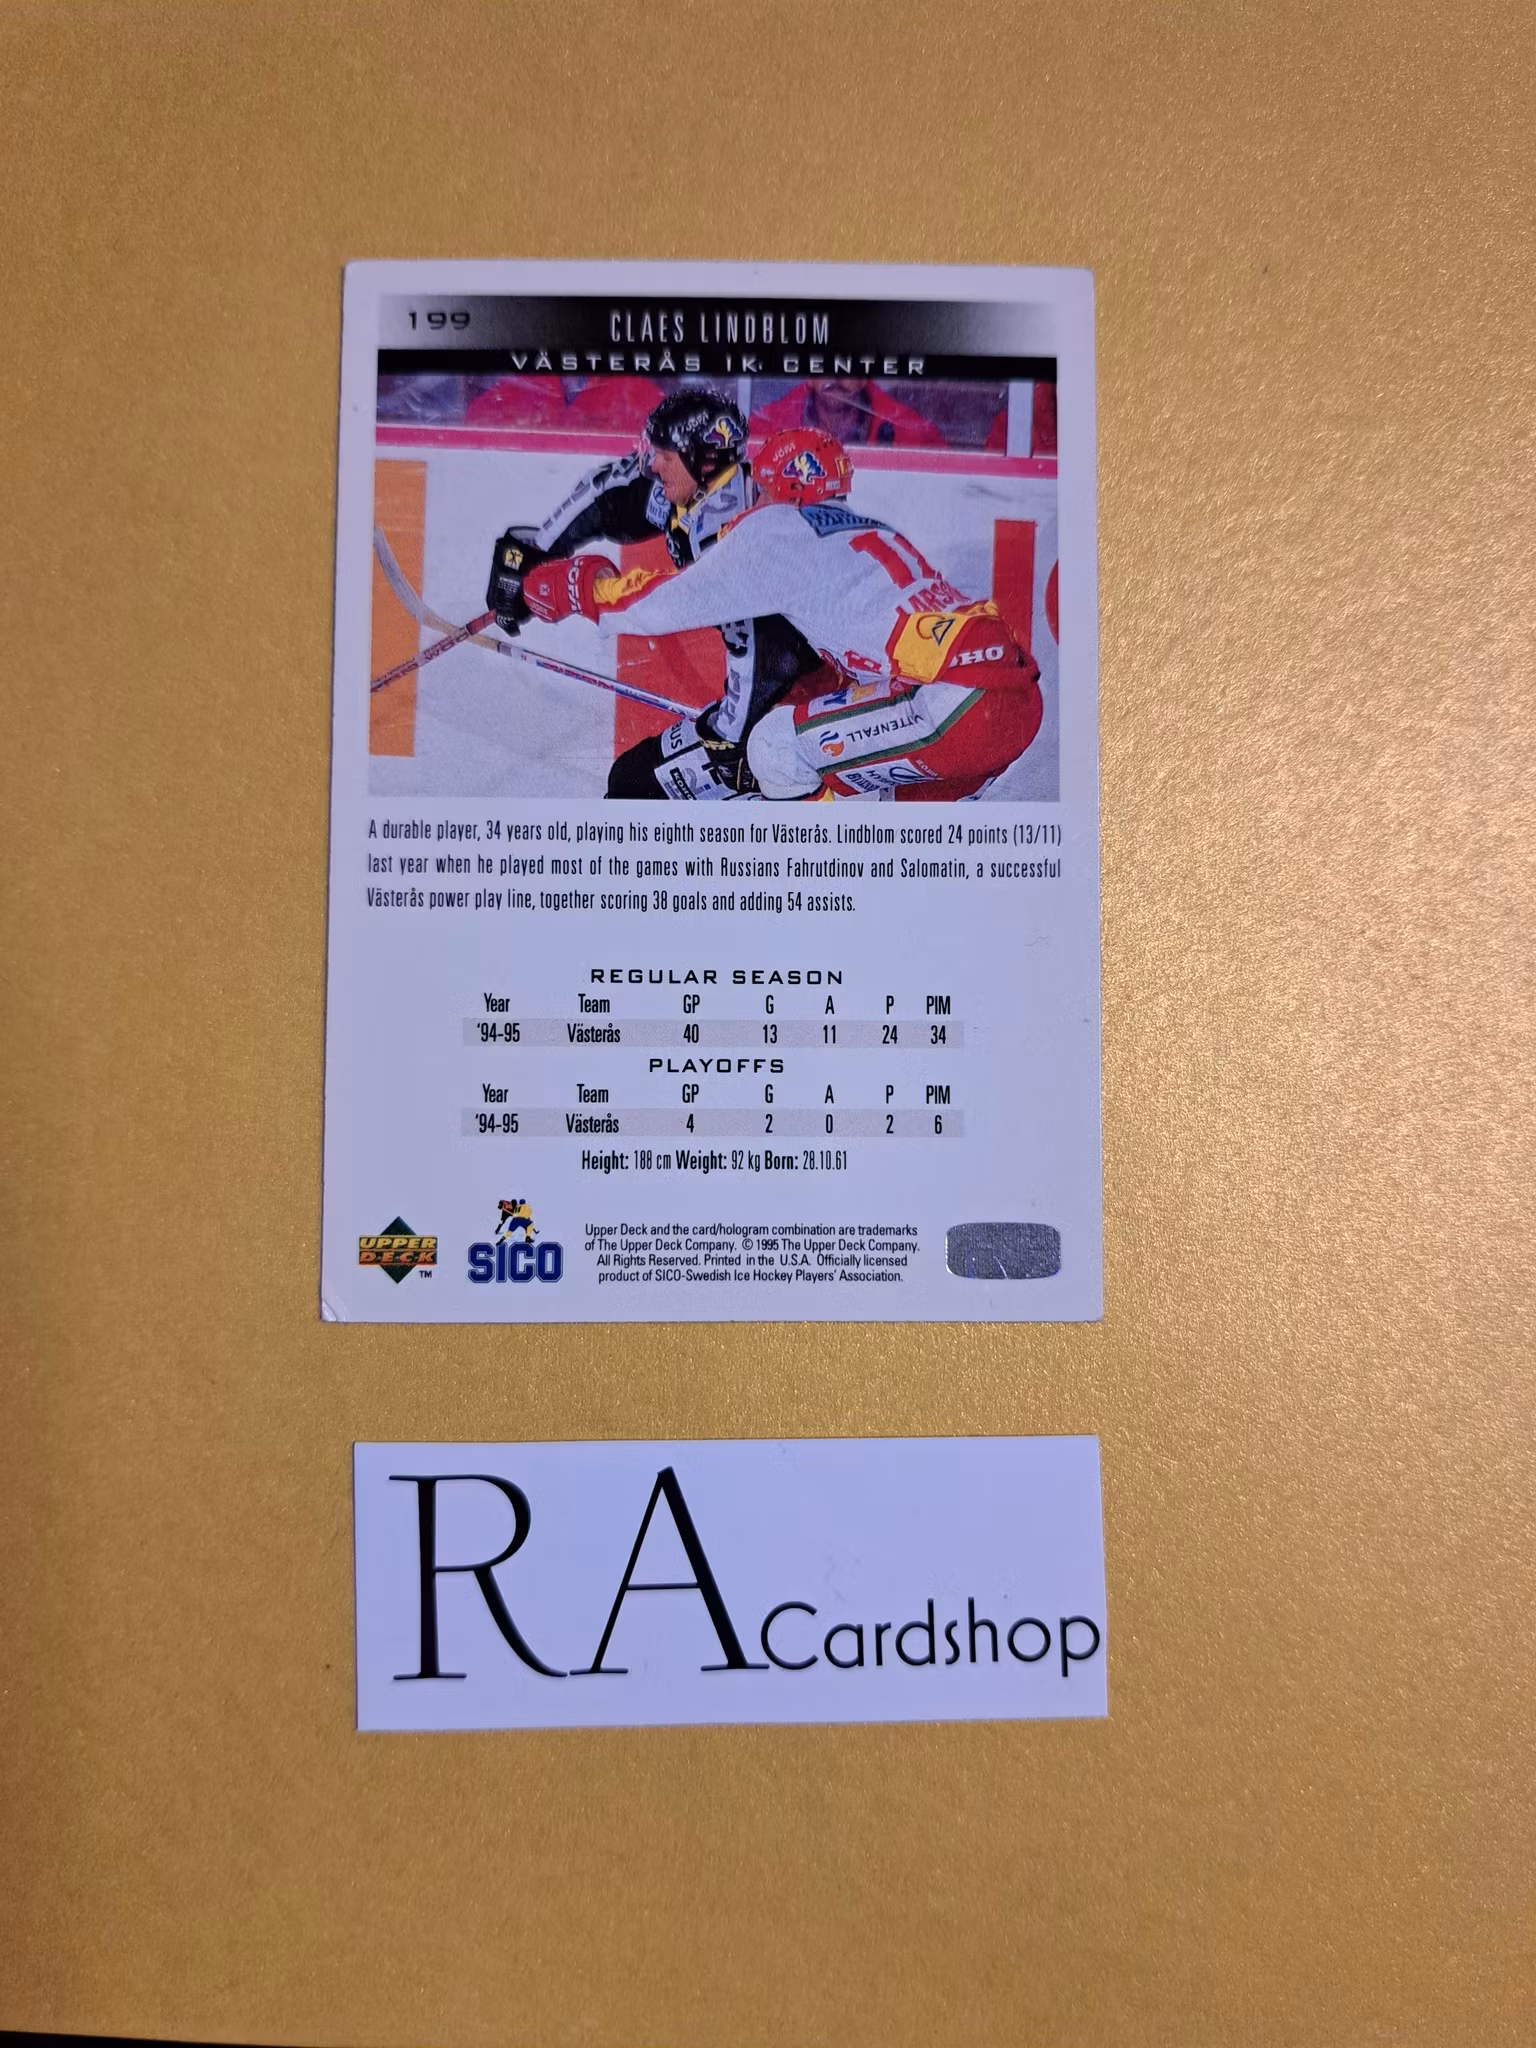 199
CLAES LINDBLOM
VÄSTERÅS IK· CENTER
JOFA
JOFA
VATTENFALL
A durable player, 34 years old, playing his eighth season for Västerås. Lindblom scored 24 points (13/11)
last year when he played most of the games with Russians Fahrutdinov and Salomatin, a successful
Västerås power play line, together scoring 38 goals and adding 54 assists.
REGULAR SEASON
Year Team GP G A P PIM
'94-95 Västerås 40 13 11 24 34
PLAYOFFS
Year Team GP G A P PIM
'94-95 Västerås 4 2 0 2 6
Height: 188 cm Weight: 92 kg Born: 28.10.61
UPPER
DECK
TM
SICO
Upper Deck and the card/hologram combination are trademarks
of The Upper Deck Company. © 1995 The Upper Deck Company.
All Rights Reserved. Printed in the U.S.A. Officially licensed
product of SICO-Swedish Ice Hockey Players' Association.
RA Cardshop